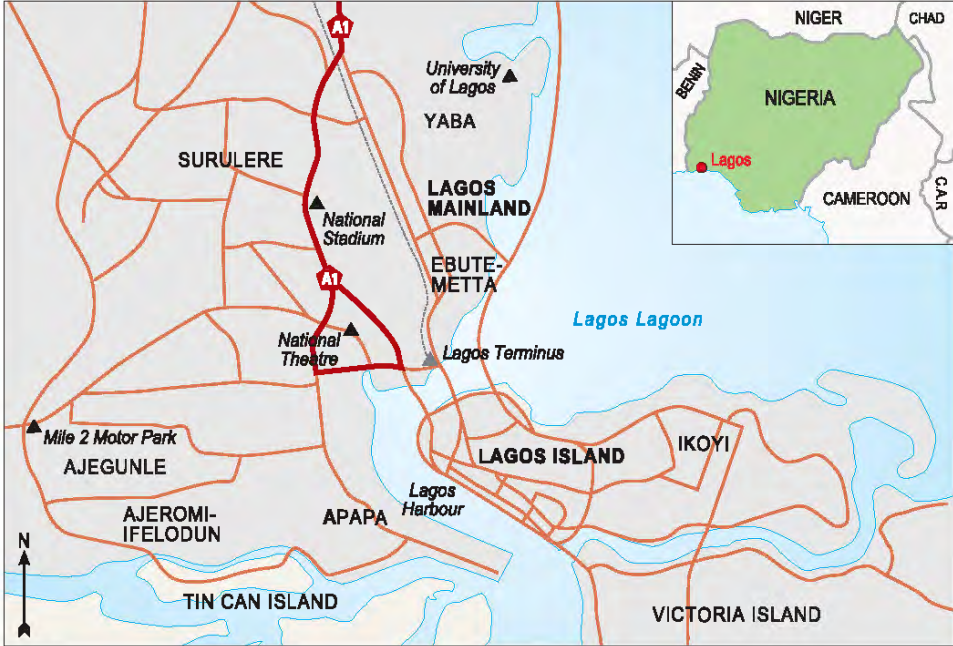 A1
University
of Lagos
YABA
SURULERE
LAGOS
MAINLAND
National
Stadium
A1
EBUTE-
METTA
Lagos Lagoon
National
Theatre
Lagos Terminus
Mile 2 Motor Park
AJEGUNLE
LAGOS ISLAND
IKOYI
Lagos
Harbour
AJEROMI-
IFELODUN
APAPA
N
TIN CAN ISLAND
VICTORIA ISLAND
NIGER
CHAD
BENIN
NIGERIA
Lagos
CAMEROON
C.A.R